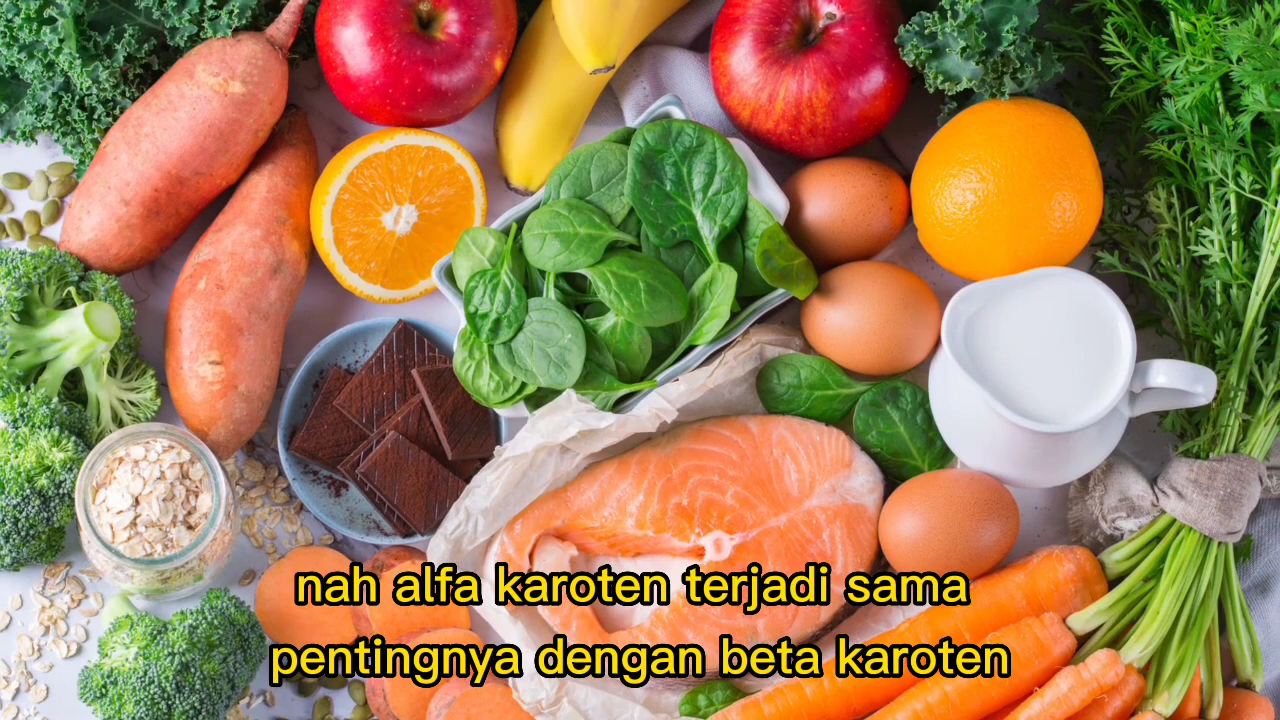 nah alfa karoten terjadi sama
pentingnya dengan beta karoten